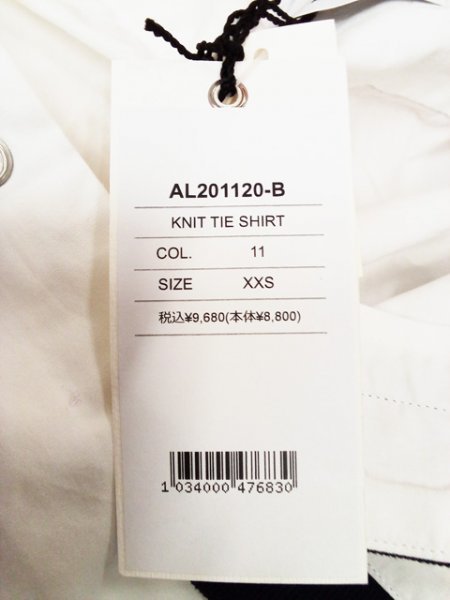 AL201120-B
KNIT TIE SHIRT
COL. 11
SIZE XXS
税込¥9,680(本体¥8,800)
1 034000 476830